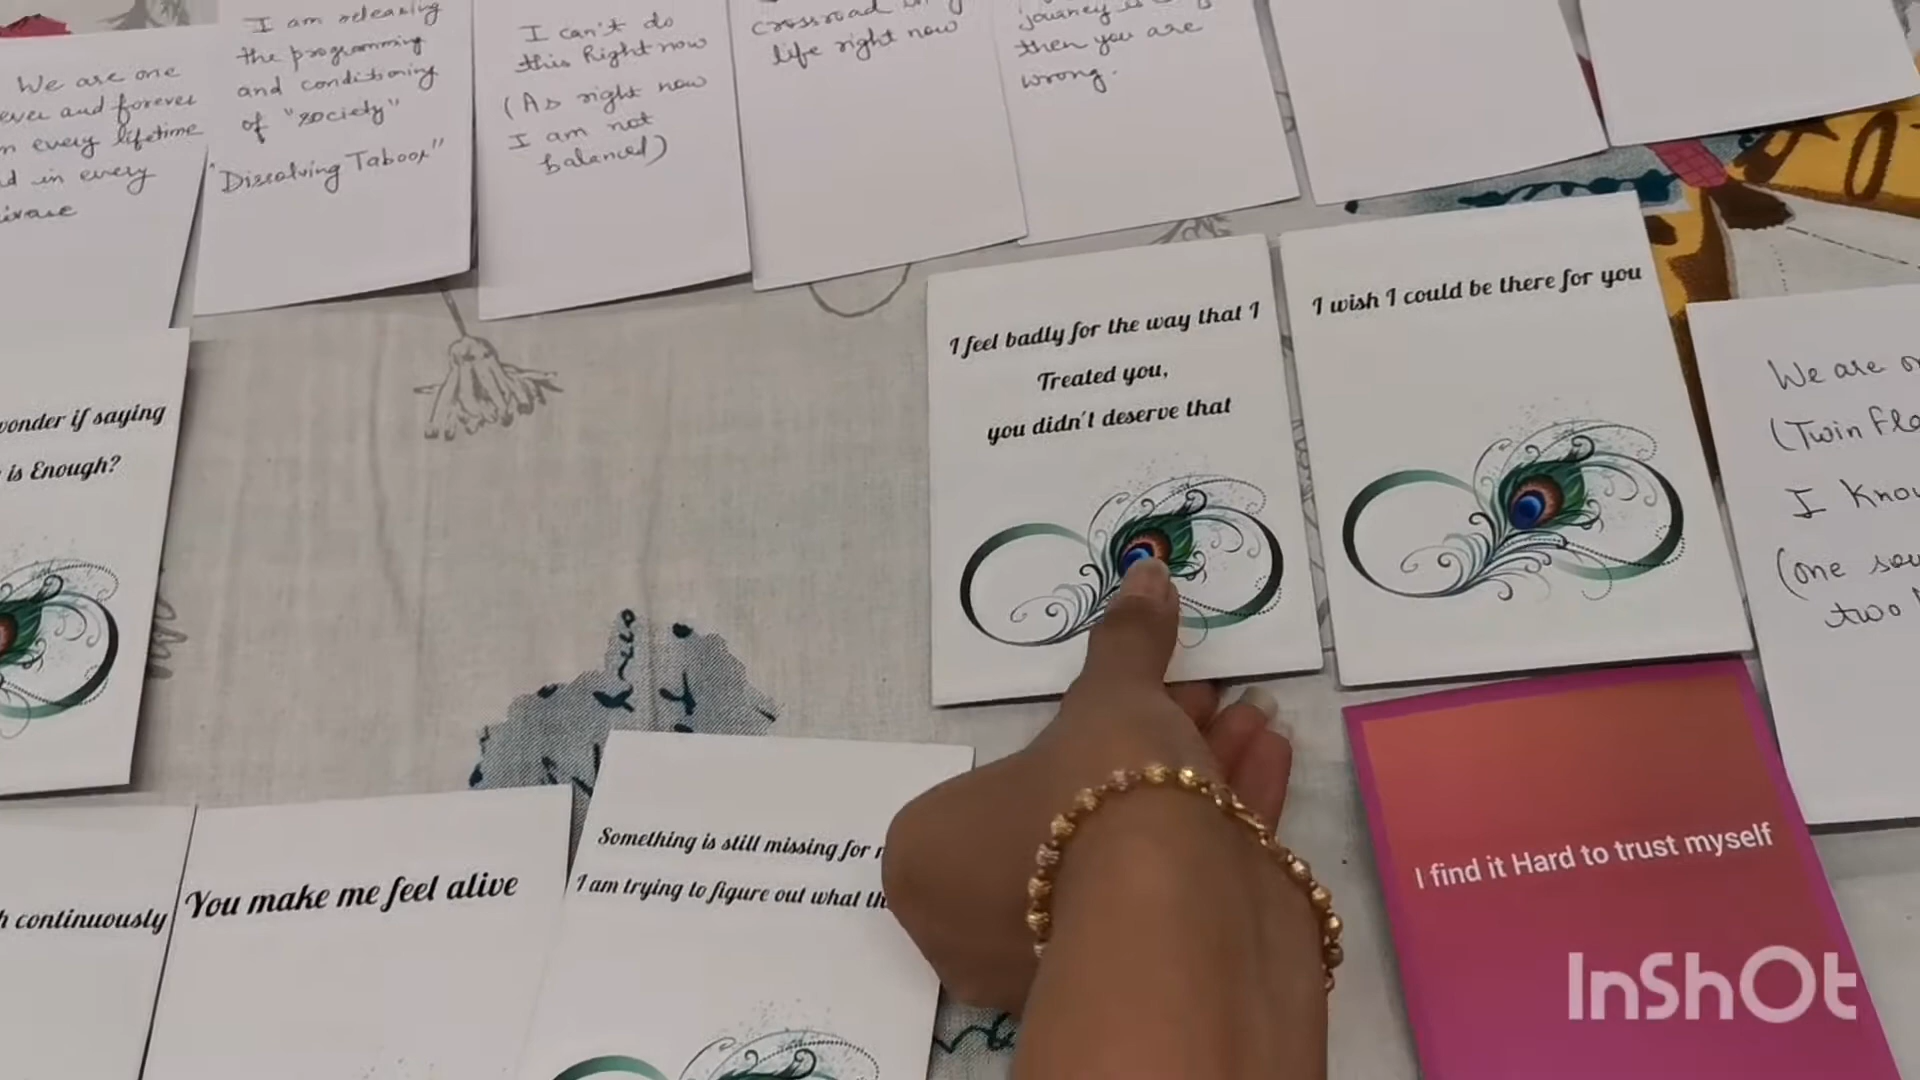 We are one
ever and forever
every lifetime
in every
I am releasing
the programming
and conditioning
of "society"
"Dissolving Taboos"
I can't do
this Right now
(As right now
I am not
balanced)
crossroad
life right now
journey is
then you are
wrong.
I feel badly for the way that I
Treated you,
you didn't deserve that
I wish I could be there for you
We are
(Twin
I
(one
two
wonder if saying
is Enough?
continuously
You make me feel alive
Something is still missing for
I am trying to figure out what
I find it Hard to trust myself
InShOt